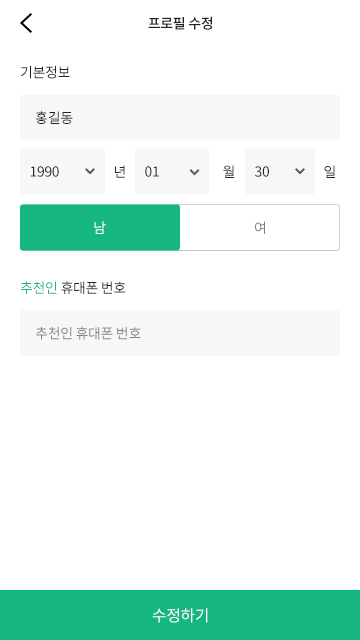 프로필 수정
기본정보
홍길동
1990 년 01 월 30 일
남 여
추천인 휴대폰 번호
추천인 휴대폰 번호
수정하기